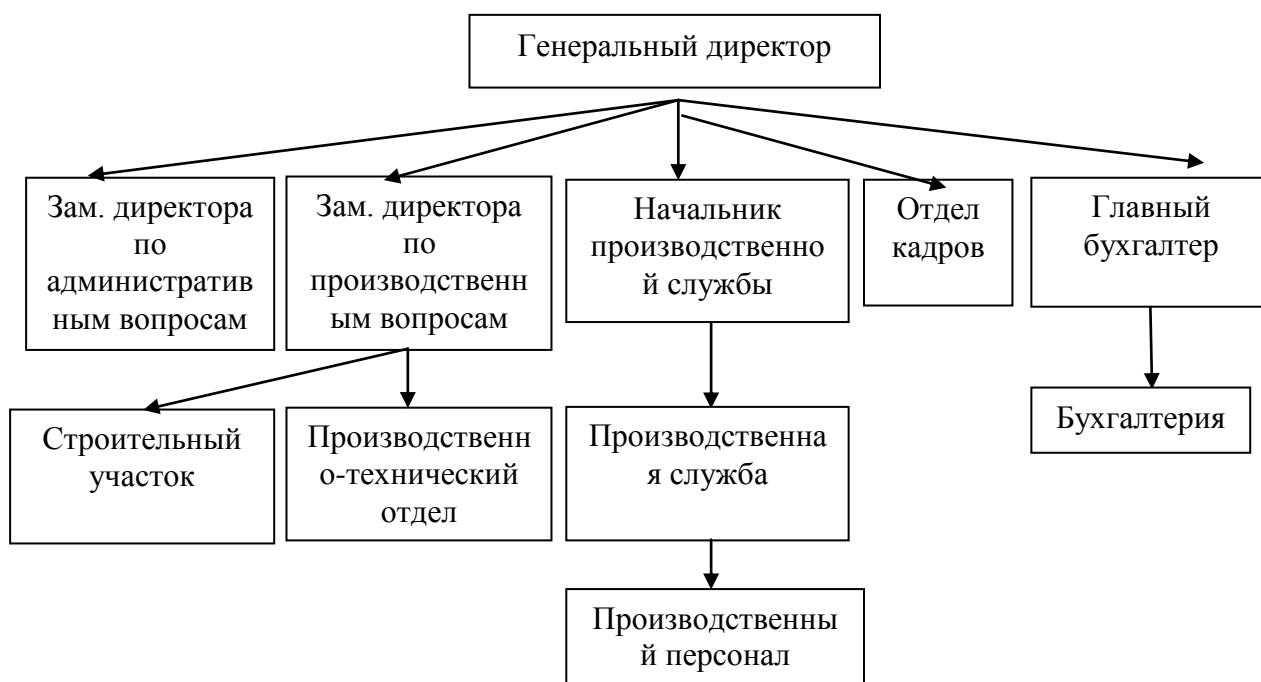 Генеральный директор
Зам. директора
по
административ
ным вопросам
Зам. директора
по
производственн
ым вопросам
Начальник
производственно
й службы
Отдел
кадров
Главный
бухгалтер
Строительный
участок
Производственн
о-технический
отдел
Производственна
я служба
Бухгалтерия
Производственны
й персонал